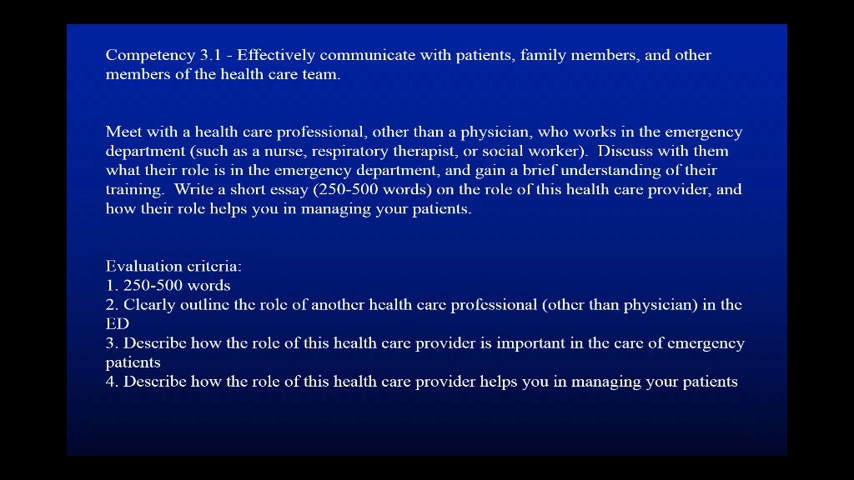 Competency 3.1 - Effectively communicate with patients, family members, and other
members of the health care team.
Meet with a health care professional, other than a physician, who works in the emergency
department (such as a nurse, respiratory therapist, or social worker).  Discuss with them
what their role is in the emergency department, and gain a brief understanding of their
training.  Write a short essay (250-500 words) on the role of this health care provider, and
how their role helps you in managing your patients.
Evaluation criteria:
1. 250-500 words
2. Clearly outline the role of another health care professional (other than physician) in the
ED
3. Describe how the role of this health care provider is important in the care of emergency
patients
4. Describe how the role of this health care provider helps you in managing your patients